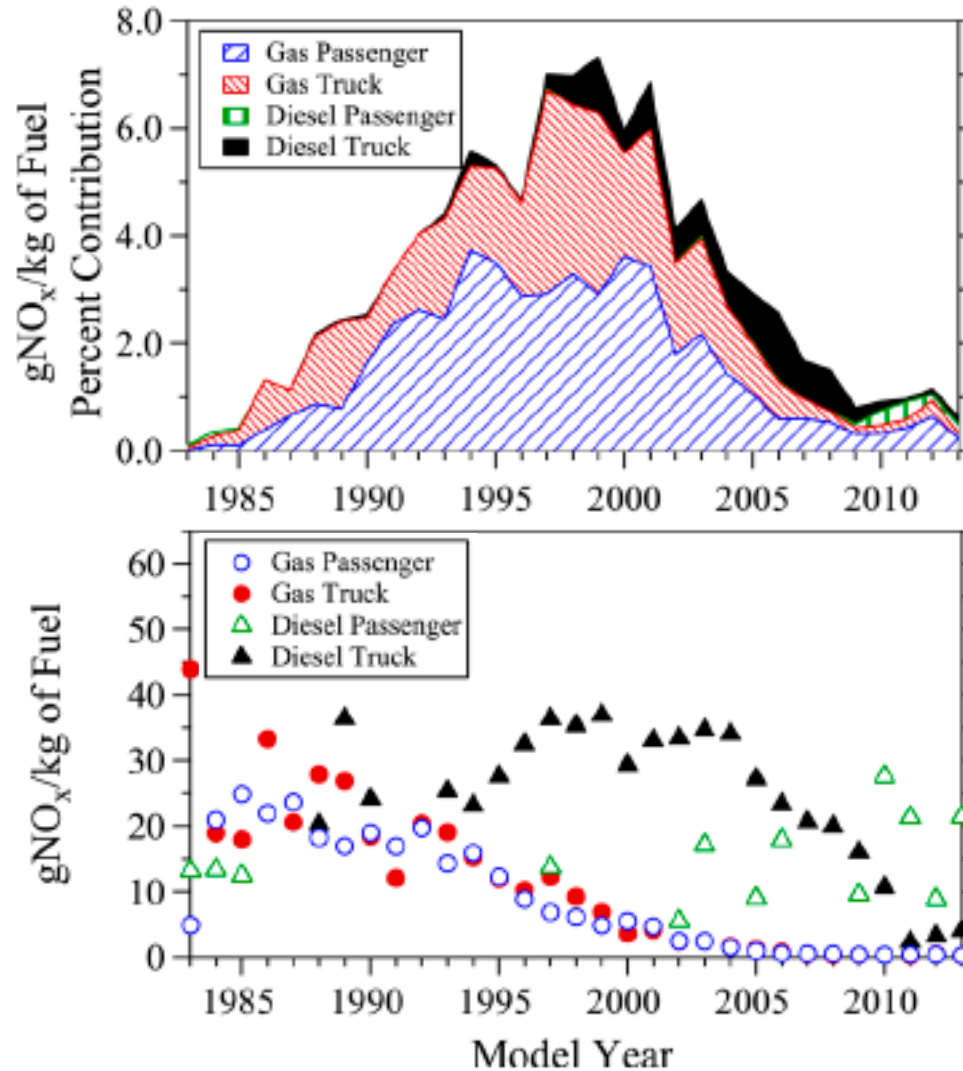 gNOx/kg of Fuel
Percent Contribution
8.0
6.0
4.0
2.0
0.0
Gas Passenger
Gas Truck
Diesel Passenger
Diesel Truck
1985 1990 1995 2000 2005 2010
gNOx/kg of Fuel
60
50
40
30
20
10
0
Gas Passenger
Gas Truck
Diesel Passenger
Diesel Truck
1985 1990 1995 2000 2005 2010
Model Year